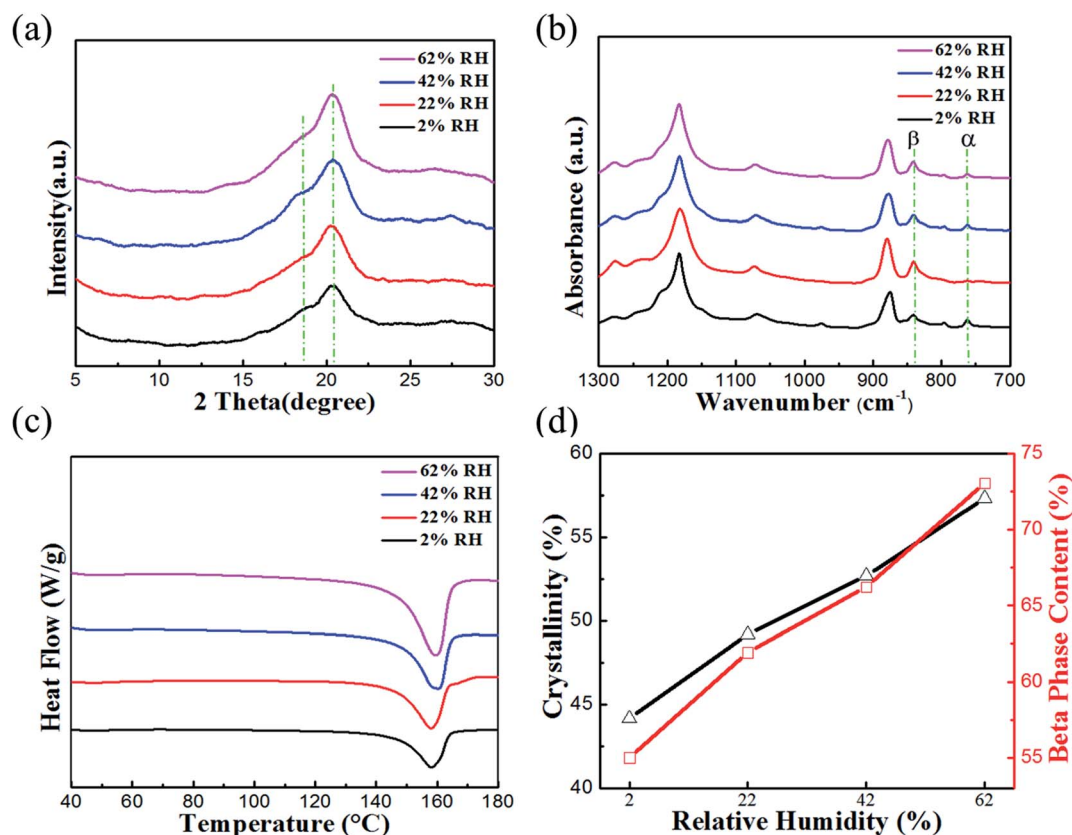 (a)
62% RH
42% RH
22% RH
2% RH
Intensity(a.u.)
5 10 15 20 25 30
2 Theta(degree)
(b)
62% RH
42% RH
22% RH
2% RH
β α
Absorbance (a.u.)
1300 1200 1100 1000 900 800 700
Wavenumber (cm⁻¹)
(c)
62% RH
42% RH
22% RH
2% RH
0
Heat Flow (W/g)
40 60 80 100 120 140 160 180
Temperature (°C)
(d)
60
55
50
45
40
Crystallinity (%)
75
70
65
60
55
Beta Phase Content (%)
2 22 42 62
Relative Humidity (%)